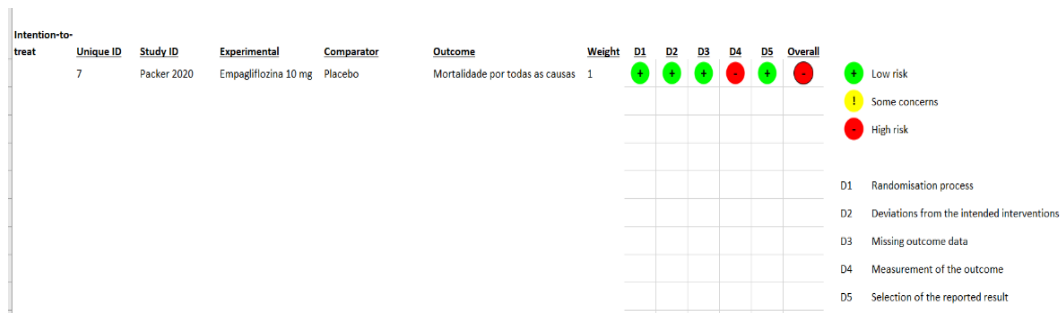 Intention-to-
treat Unique ID Study ID Experimental Comparator Outcome Weight D1 D2 D3 D4 D5 Overall
7 Packer 2020 Empagliflozina 10 mg Placebo Mortalidade por todas as causas 1 + + + - + -
+ Low risk
! Some concerns
- High risk
D1 Randomisation process
D2 Deviations from the intended interventions
D3 Missing outcome data
D4 Measurement of the outcome
D5 Selection of the reported result